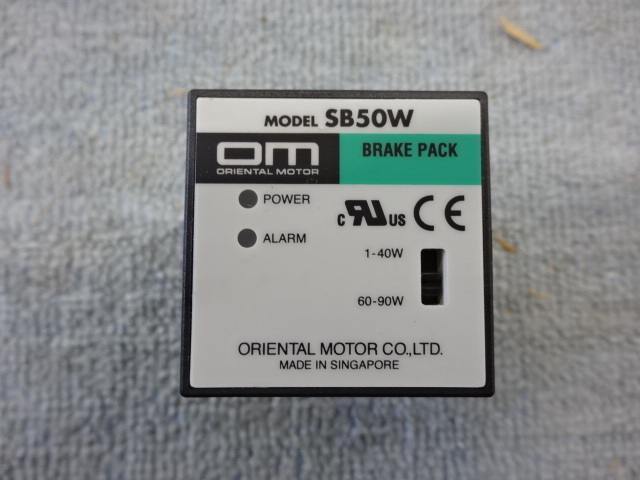 MODEL SB50W
om
ORIENTAL MOTOR
BRAKE PACK
POWER
ALARM
c RU US CE
1-40W
60-90W
ORIENTAL MOTOR CO.,LTD.
MADE IN SINGAPORE